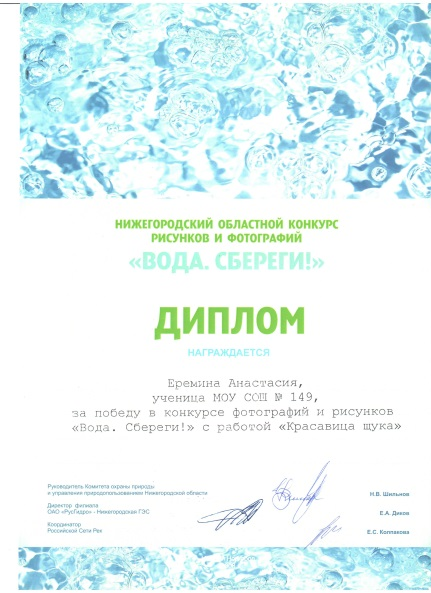 НИЖЕГОРОДСКИЙ ОБЛАСТНОЙ КОНКУРС
РИСУНКОВ И ФОТОГРАФИЙ
«ВОДА. СБЕРЕГИ!»
ДИПЛОМ
НАГРАЖДАЕТСЯ
Еремина Анастасия,
ученица МОУ СОШ № 149,
за победу в конкурсе фотографий и рисунков
«Вода. Сбереги!» с работой «Красавица щука»
Руководитель Комитета охраны природы
и управления природопользованием Нижегородской области
Н.В. Шильнов
Директор филиала
ОАО «РусГидро» - Нижегородская ГЭС
Е.А. Диков
Координатор
Российской Сети Рек
Е.С. Колпакова